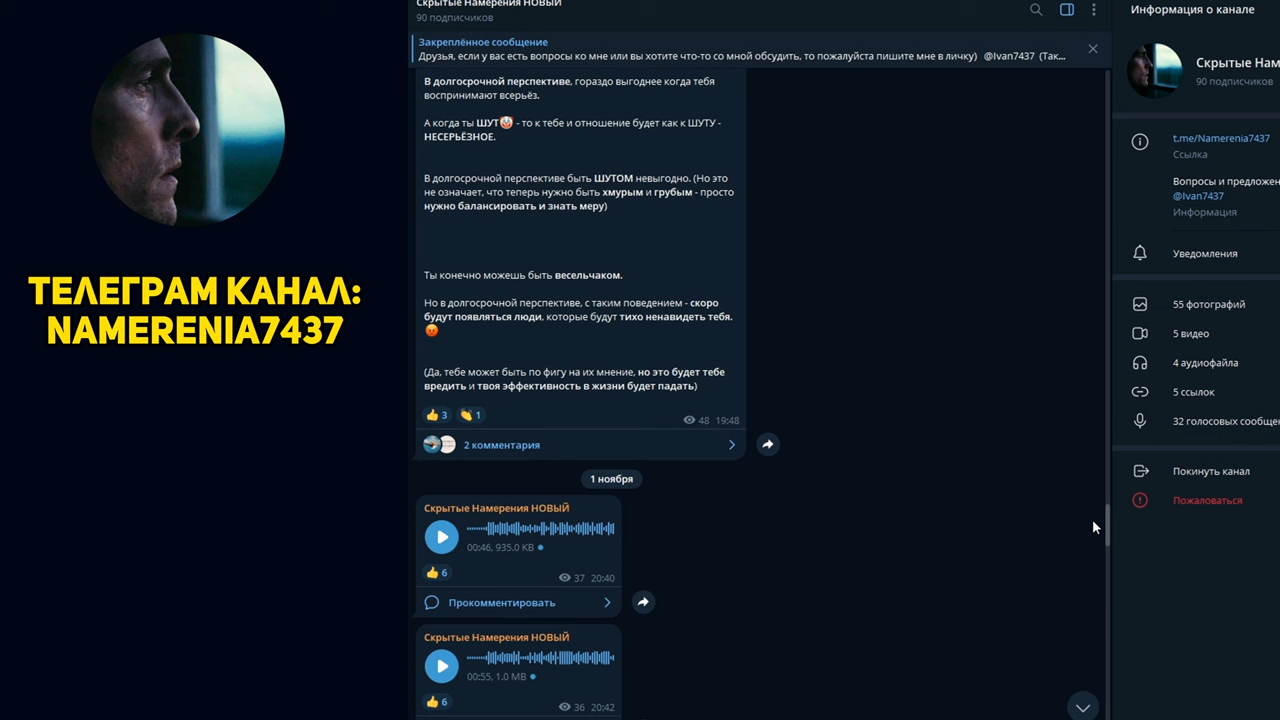 ТЕЛЕГРАМ КАНАЛ:
NAMERENIA7437
Скрытые Намерения НОВЫЙ
90 подписчиков
Закреплённое сообщение
Друзья, если у вас есть вопросы ко мне или вы хотите что-то со мной обсудить, то пожалуйста пишите мне в личку) @Ivan7437 (Так...
В долгосрочной перспективе, гораздо выгоднее когда тебя
воспринимают всерьёз.
А когда ты ШУТ🤡 - то к тебе и отношение будет как к ШУТУ -
НЕСЕРЬЁЗНОЕ.
В долгосрочной перспективе быть ШУТОМ невыгодно. (Но это
не означает, что теперь нужно быть хмурым и грубым - просто
нужно балансировать и знать меру)
Ты конечно можешь быть весельчаком.
Но в долгосрочной перспективе, с таким поведением - скоро
будут появляться люди, которые будут тихо ненавидеть тебя.
😡
(Да, тебе может быть по фигу на их мнение, но это будет тебе
вредить и твоя эффективность в жизни будет падать)
👍 3 👏 1 48 19:48
2 комментария
1 ноября
Скрытые Намерения НОВЫЙ
00:46, 935.0 KB
👍 6 37 20:40
Прокомментировать
Скрытые Намерения НОВЫЙ
00:55, 1.0 MB
👍 6 36 20:42
Информация о канале
Скрытые Нам
90 подписчиков
t.me/Namerenia7437
Ссылка
Вопросы и предложен
@Ivan7437
Информация
Уведомления
55 фотографий
5 видео
4 аудиофайла
5 ссылок
32 голосовых сообще
Покинуть канал
Пожаловаться